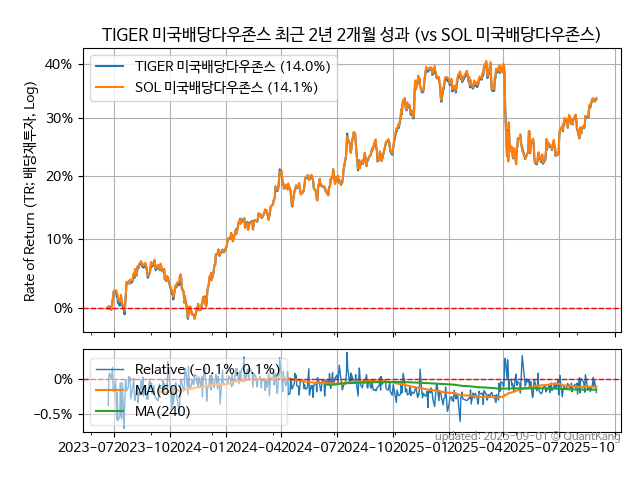 TIGER 미국배당다우존스 최근 2년 2개월 성과 (vs SOL 미국배당다우존스)
Rate of Return (TR: 배당재투자, Log)
40%
30%
20%
10%
0%
TIGER 미국배당다우존스 (14.0%)
SOL 미국배당다우존스 (14.1%)
0%
−0.5%
Relative (−0.1%, 0.1%)
MA(60)
MA(240)
2023-07 2023-10 2024-01 2024-04 2024-07 2024-10 2025-01 2025-04 2025-07 2025-10
updated: 2025-09-01 © QuantKang